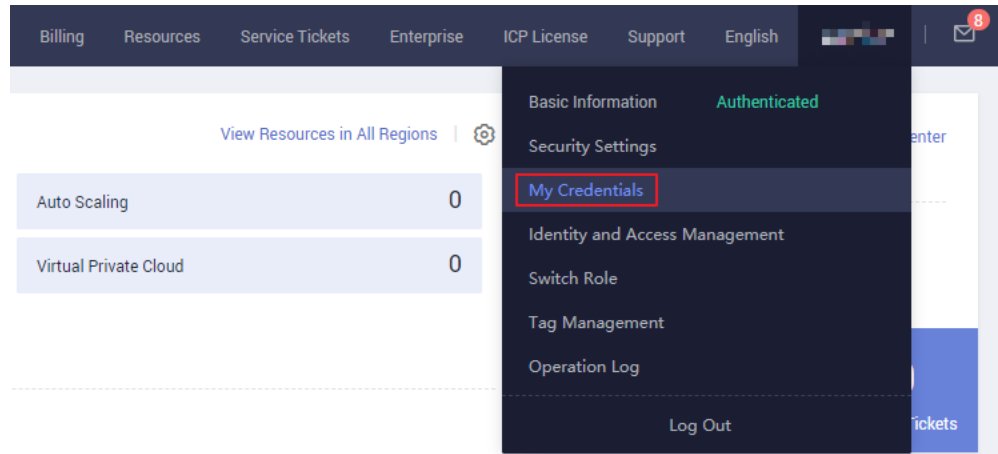 Billing Resources Service Tickets Enterprise ICP License Support English 8
Basic Information Authenticated
View Resources in All Regions enter
Security Settings
My Credentials
Auto Scaling 0
Identity and Access Management
Virtual Private Cloud 0
Switch Role
Tag Management
Operation Log
Log Out ickets